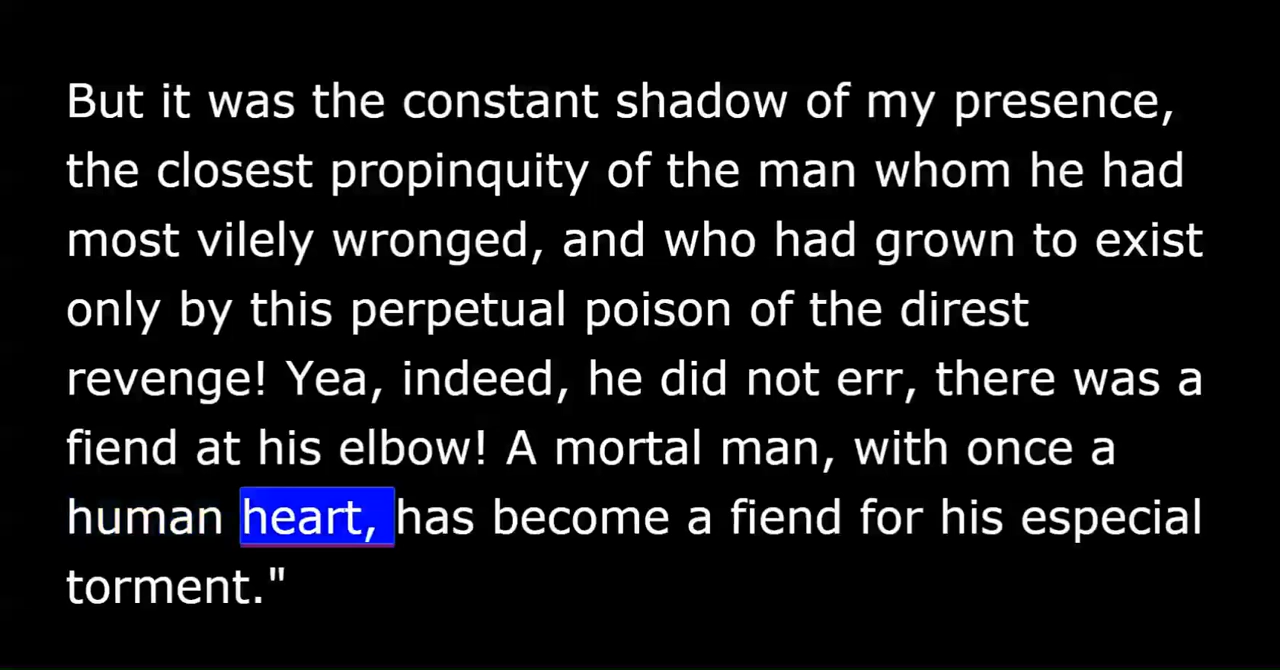 But it was the constant shadow of my presence,
the closest propinquity of the man whom he had
most vilely wronged, and who had grown to exist
only by this perpetual poison of the direst
revenge! Yea, indeed, he did not err, there was a
fiend at his elbow! A mortal man, with once a
human heart, has become a fiend for his especial
torment."